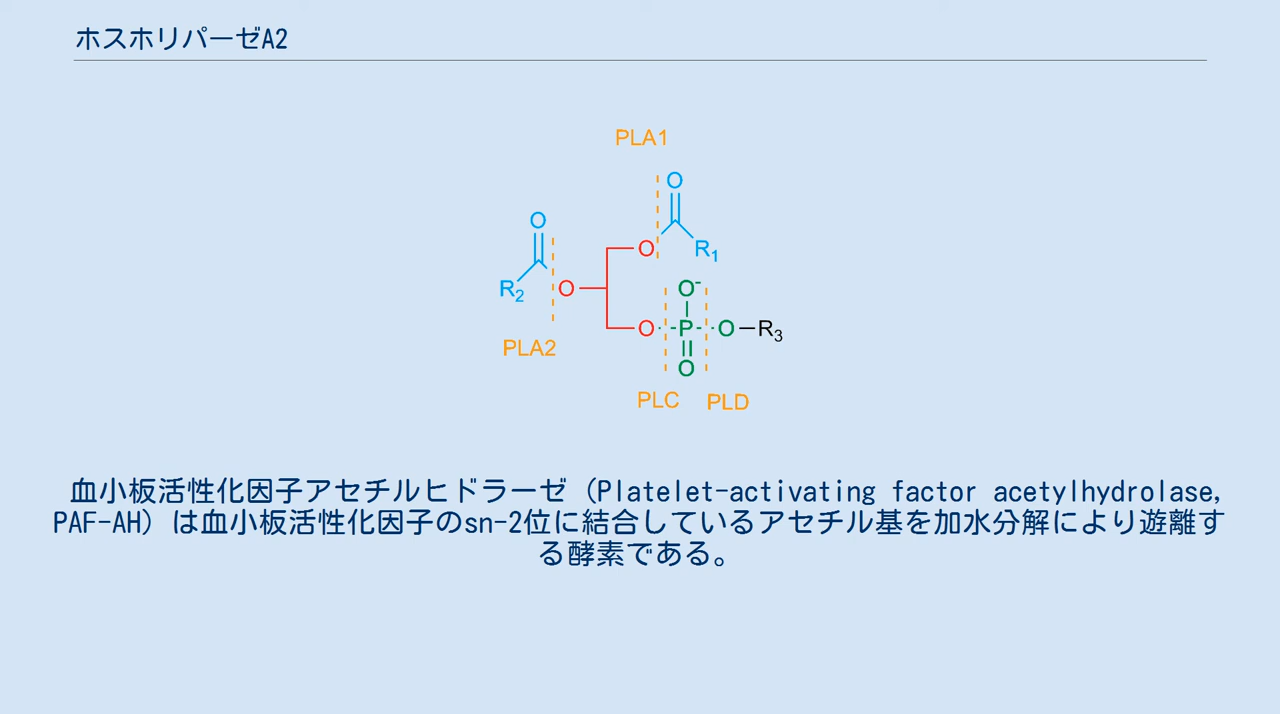 ホスホリパーゼA2
PLA1
O
O
O
R1
R2
O
O-
O
P
O
R3
PLA2
O
PLC
PLD
血小板活性化因子アセチルヒドラーゼ（Platelet-activating factor acetylhydrolase,
PAF-AH）は血小板活性化因子のsn-2位に結合しているアセチル基を加水分解により遊離す
る酵素である。